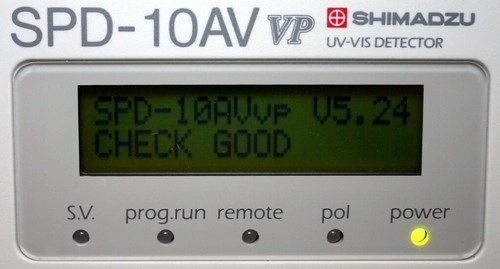 SPD-10AV VP SHIMADZU
UV-VIS DETECTOR
SPD-10AVvp V5.24
CHECK GOOD
S.V. prog.run remote pol power